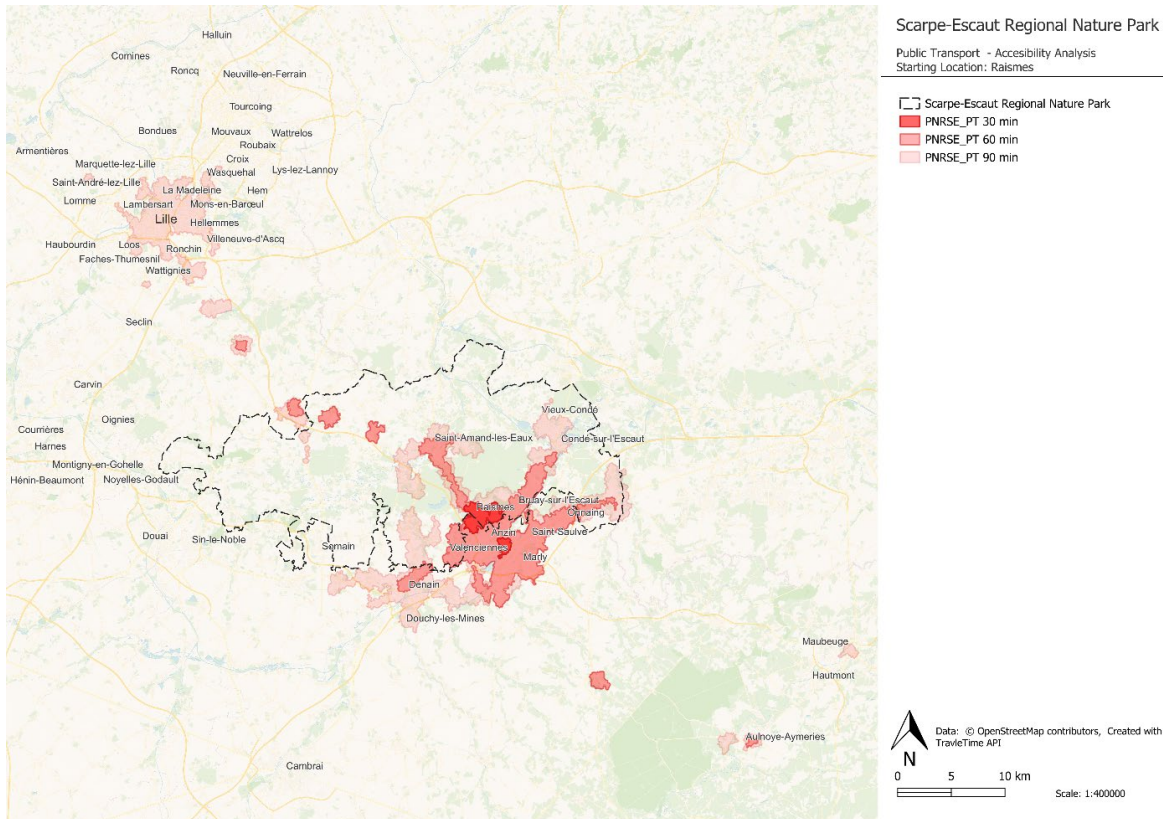 Scarpe-Escaut Regional Nature Park
Public Transport - Accesibility Analysis
Starting Location: Raismes
Scarpe-Escaut Regional Nature Park
PNRSE_PT 30 min
PNRSE_PT 60 min
PNRSE_PT 90 min
Halluin
Comines
Roncq
Neuville-en-Ferrain
Tourcoing
Bondues
Mouvaux
Wattrelos
Roubaix
Armentières
Croix
Marquette-lez-Lille
Wasquehal
Lys-lez-Lannoy
Saint-André-lez-Lille
La Madeleine
Hem
Lomme
Lambersart
Mons-en-Barœul
Lille
Hellemmes
Villeneuve-d'Ascq
Haubourdin
Loos
Ronchin
Faches-Thumesnil
Wattignies
Seclin
Carvin
Oignies
Courrières
Harnes
Montigny-en-Gohelle
Hénin-Beaumont
Noyelles-Godault
Vieux-Condé
Saint-Amand-les-Eaux
Condé-sur-l'Escaut
Raismes
Bruay-sur-l'Escaut
Onnaing
Anzin
Saint-Saulve
Douai
Sin-le-Noble
Somain
Valenciennes
Marly
Denain
Douchy-les-Mines
Maubeuge
Hautmont
Aulnoye-Aymeries
Cambrai
Data: © OpenStreetMap contributors, Created with
TravleTime API
N
0 5 10 km
Scale: 1:400000